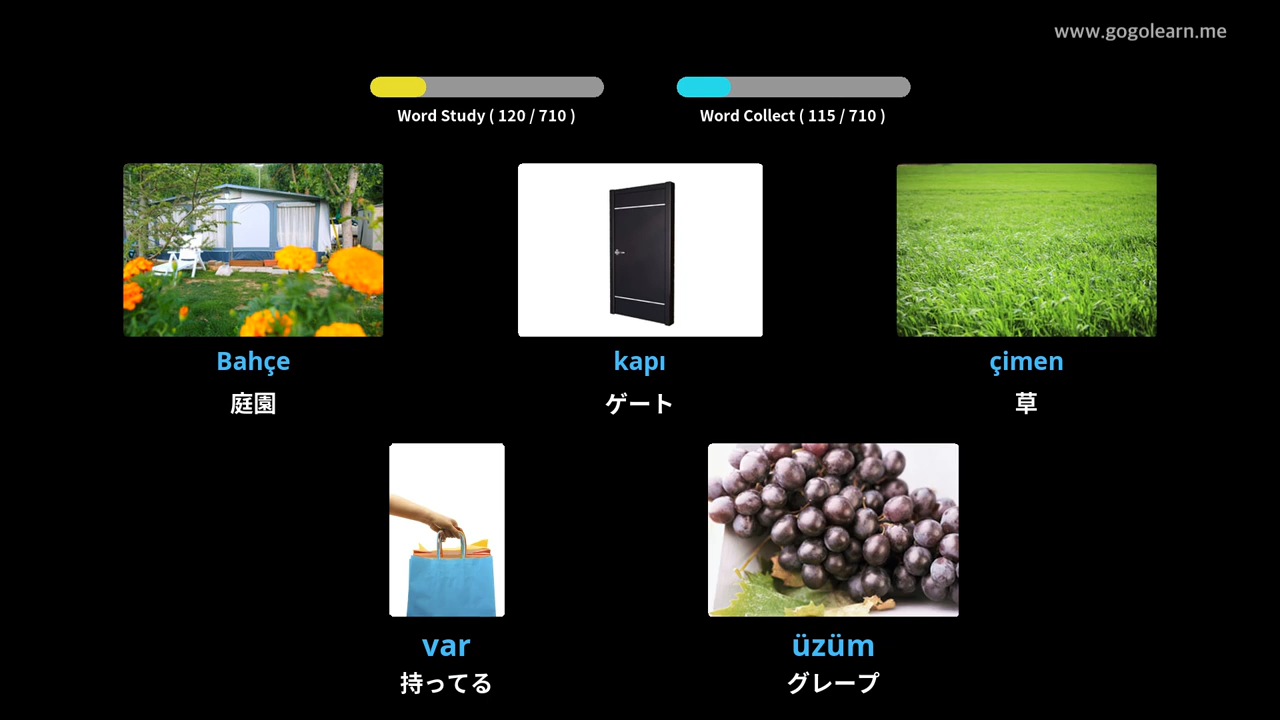 www.gogolearn.me
Word Study ( 120 / 710 )
Word Collect ( 115 / 710 )
Bahçe
庭園
kapı
ゲート
çimen
草
var
持ってる
üzüm
グレープ